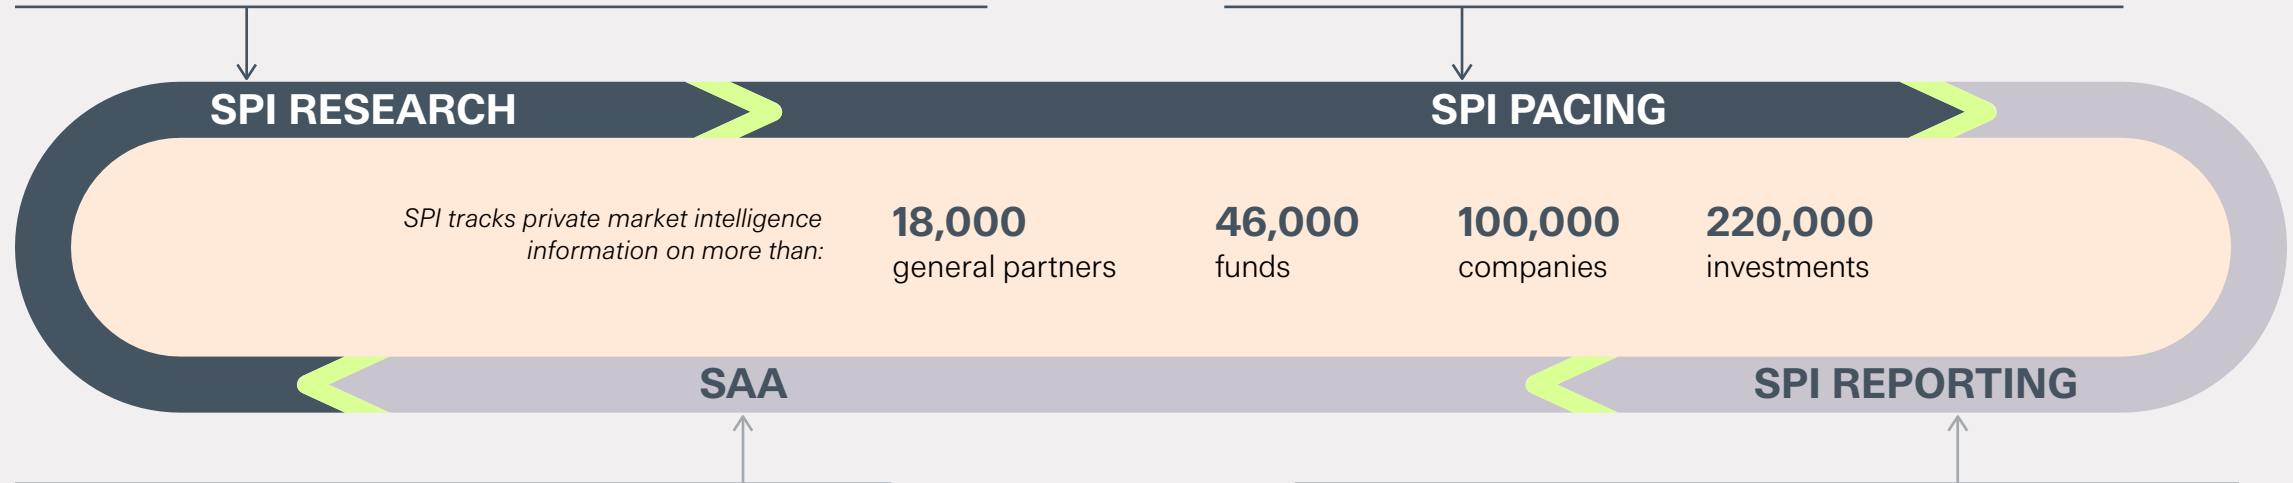 SPI RESEARCH
SPI PACING
SPI tracks private market intelligence
information on more than:
18,000
general partners
46,000
funds
100,000
companies
220,000
investments
SAA
SPI REPORTING